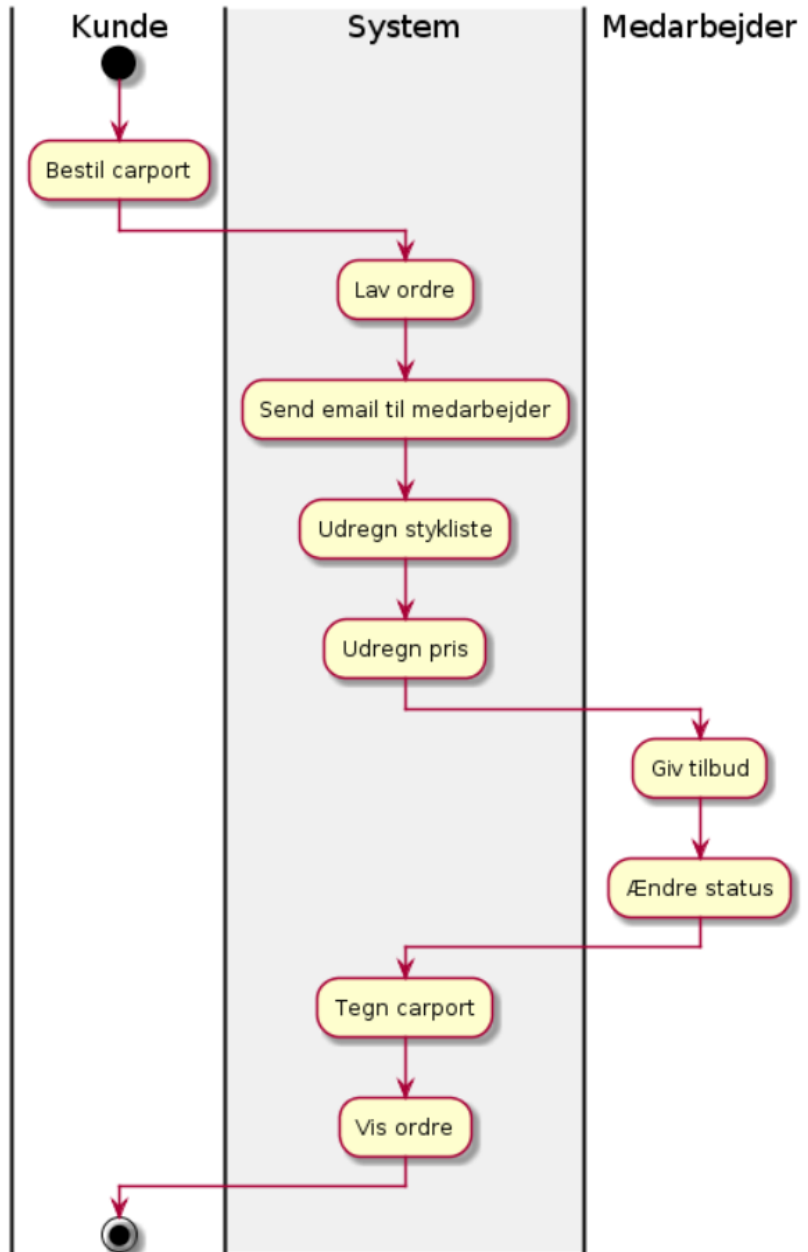 Kunde
System
Medarbejder
Bestil carport
Lav ordre
Send email til medarbejder
Udregn stykliste
Udregn pris
Giv tilbud
Ændre status
Tegn carport
Vis ordre